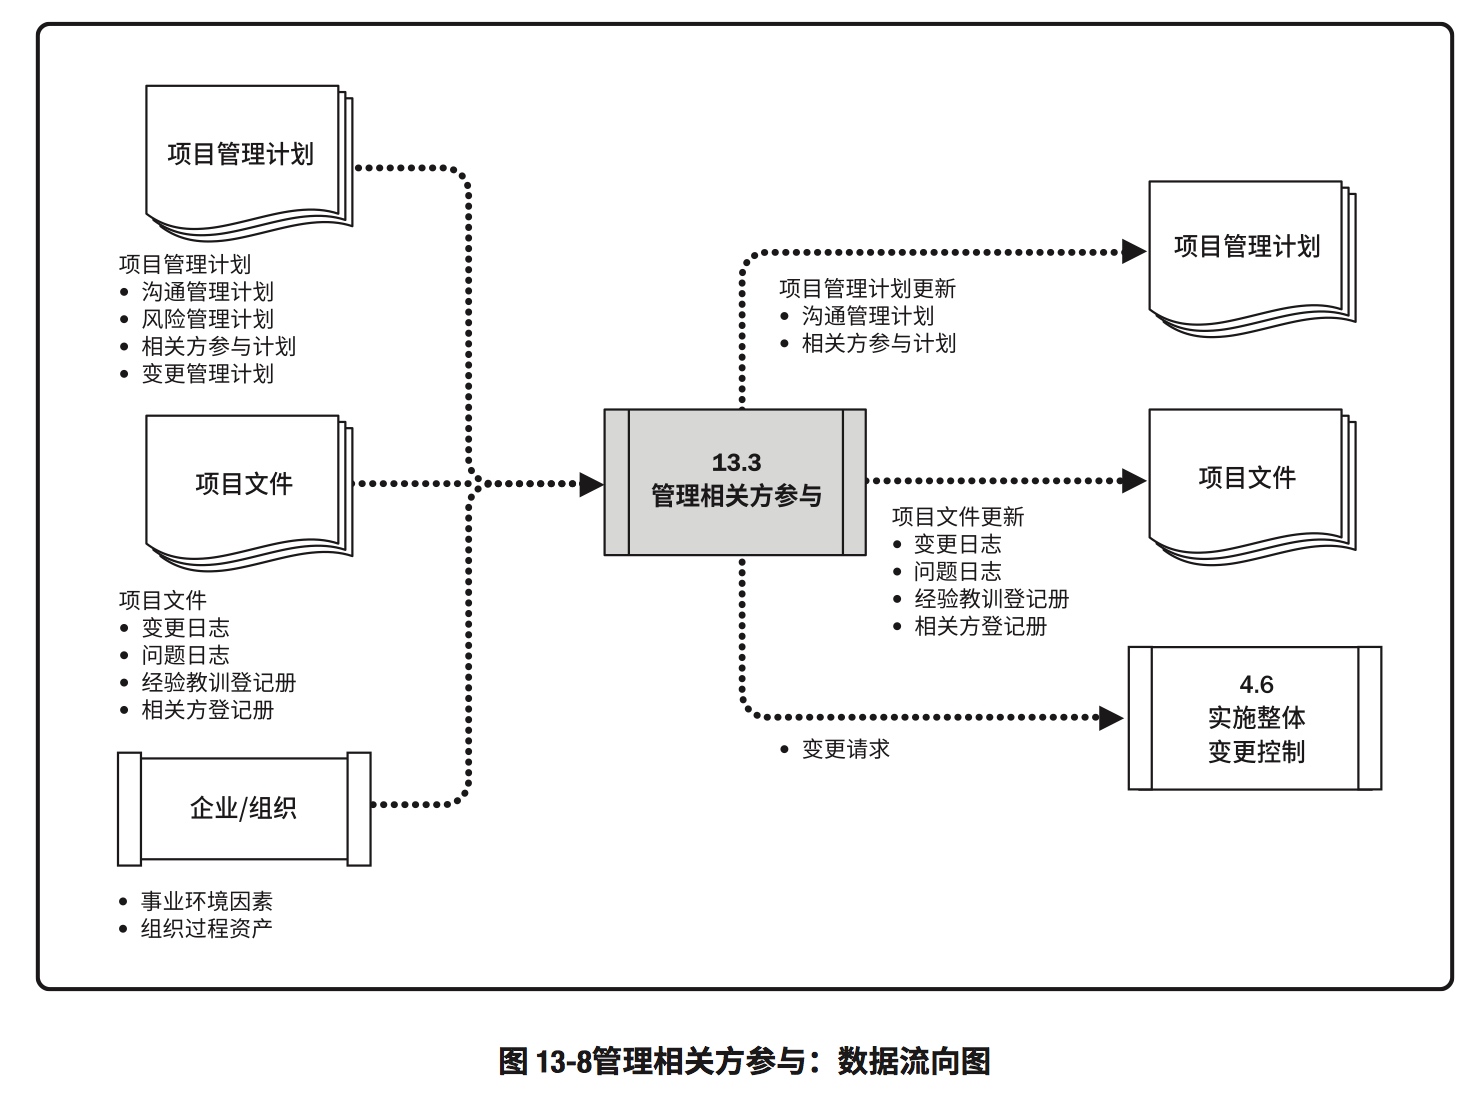 项目管理计划
项目管理计划
• 沟通管理计划
• 风险管理计划
• 相关方参与计划
• 变更管理计划
项目文件
项目文件
• 变更日志
• 问题日志
• 经验教训登记册
• 相关方登记册
企业/组织
• 事业环境因素
• 组织过程资产
13.3
管理相关方参与
项目管理计划更新
• 沟通管理计划
• 相关方参与计划
项目管理计划
项目文件更新
• 变更日志
• 问题日志
• 经验教训登记册
• 相关方登记册
项目文件
• 变更请求
4.6
实施整体
变更控制
图 13-8管理相关方参与：数据流向图